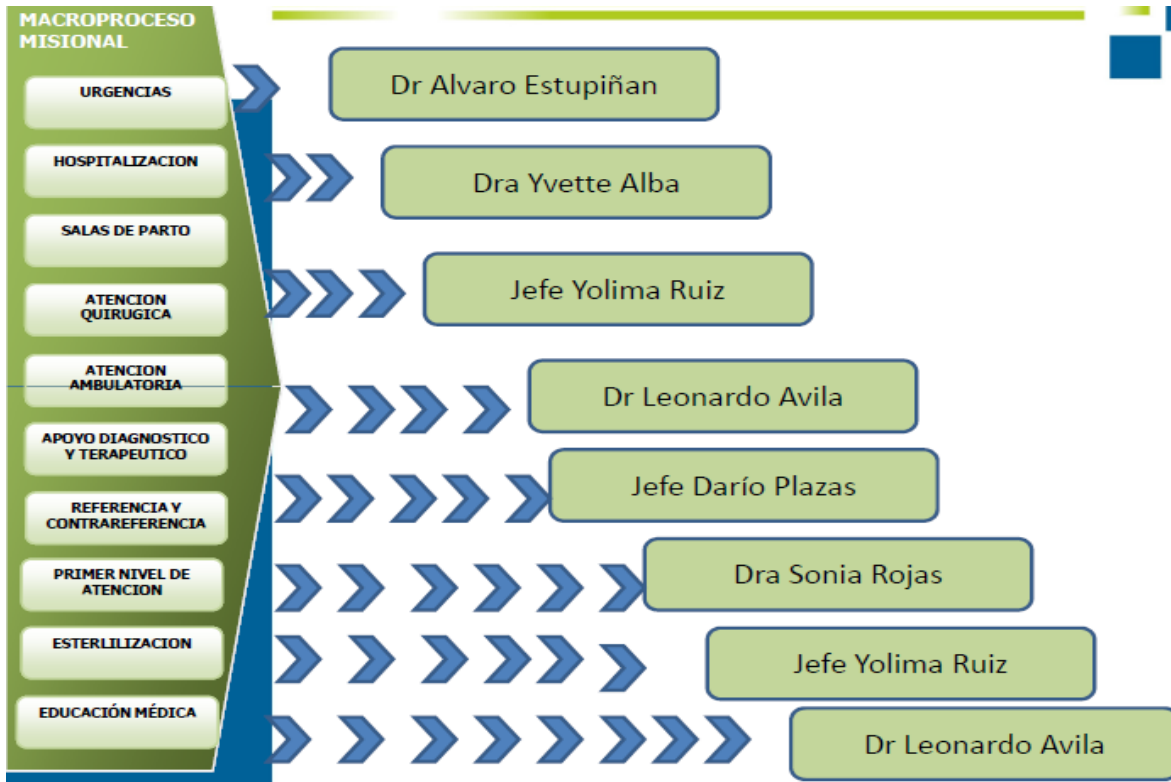 MACROPROCESO
MISIONAL
URGENCIAS
Dr Alvaro Estupiñan
HOSPITALIZACION
Dra Yvette Alba
SALAS DE PARTO
ATENCION
QUIRUGICA
Jefe Yolima Ruiz
ATENCION
AMBULATORIA
Dr Leonardo Avila
APOYO DIAGNOSTICO
Y TERAPEUTICO
Jefe Darío Plazas
REFERENCIA Y
CONTRAREFERENCIA
PRIMER NIVEL DE
ATENCION
Dra Sonia Rojas
ESTERLILIZACION
Jefe Yolima Ruiz
EDUCACIÓN MÉDICA
Dr Leonardo Avila